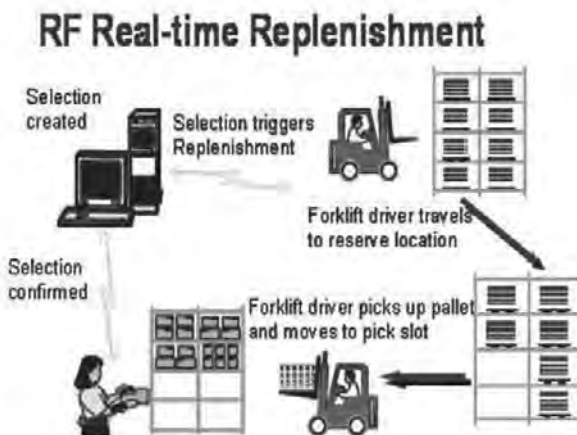 RF Real-time Replenishment
Selection
created
Selection triggers
Replenishment
Forklift driver travels
to reserve location
Selection
confirmed
Forklift driver picks up pallet
and moves to pick slot